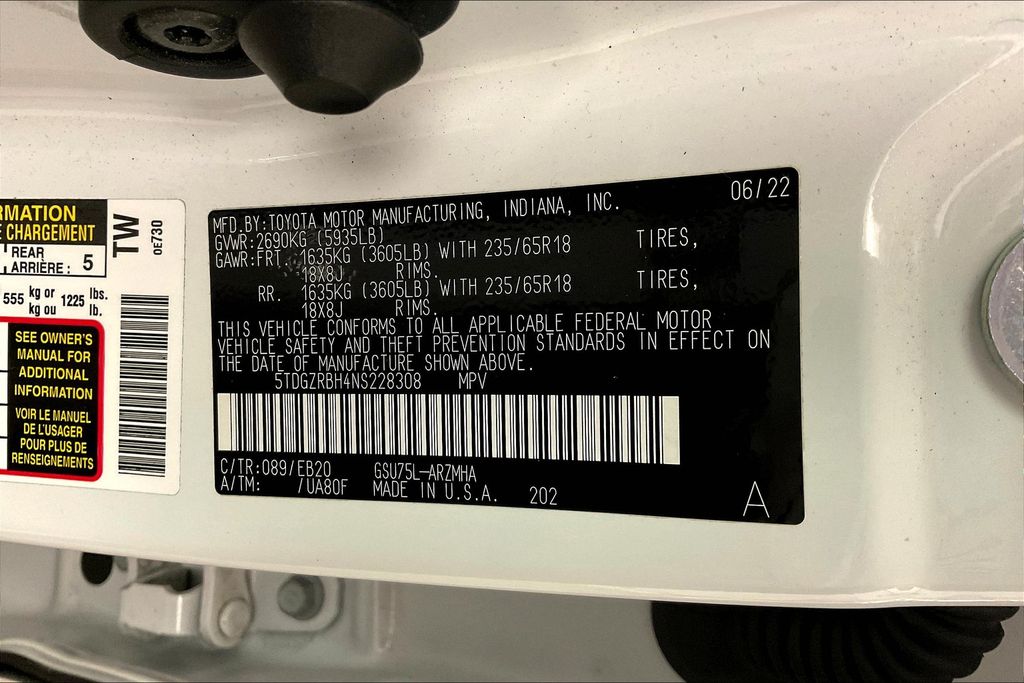 RMATION
E CHARGEMENT
REAR
ARRIÈRE : 5
555 kg or 1225 lbs.
kg ou lb.
SEE OWNER'S
MANUAL FOR
ADDITIONAL
INFORMATION
VOIR LE MANUEL
DE L'USAGER
POUR PLUS DE
RENSEIGNEMENTS
TW
0E730
06/22
MFD.BY:TOYOTA MOTOR MANUFACTURING, INDIANA, INC.
GVWR:2690KG (5935LB)
GAWR:FRT. 1635KG (3605LB) WITH 235/65R18 TIRES,
18X8J RIMS.
RR. 1635KG (3605LB) WITH 235/65R18 TIRES,
18X8J RIMS.
THIS VEHICLE CONFORMS TO ALL APPLICABLE FEDERAL MOTOR
VEHICLE SAFETY AND THEFT PREVENTION STANDARDS IN EFFECT ON
THE DATE OF MANUFACTURE SHOWN ABOVE.
5TDGZRBH4NS228308 MPV
C/TR:089/EB20 GSU75L-ARZMHA
A/TM: /UA80F MADE IN U.S.A. 202
A